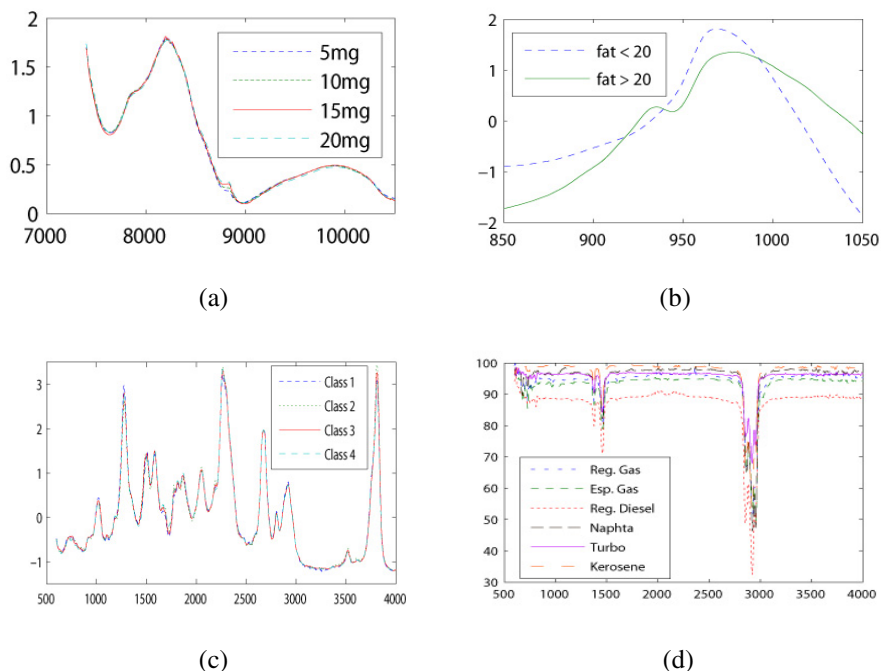 2
1.5
1
0.5
0
7000 8000 9000 10000
5mg
10mg
15mg
20mg
(a)
2
1
0
−1
−2
850 900 950 1000 1050
fat < 20
fat > 20
(b)
3
2
1
0
−1
500 1000 1500 2000 2500 3000 3500 4000
Class 1
Class 2
Class 3
Class 4
(c)
100
90
80
70
60
50
40
30
500 1000 1500 2000 2500 3000 3500 4000
Reg. Gas
Esp. Gas
Reg. Diesel
Naphta
Turbo
Kerosene
(d)